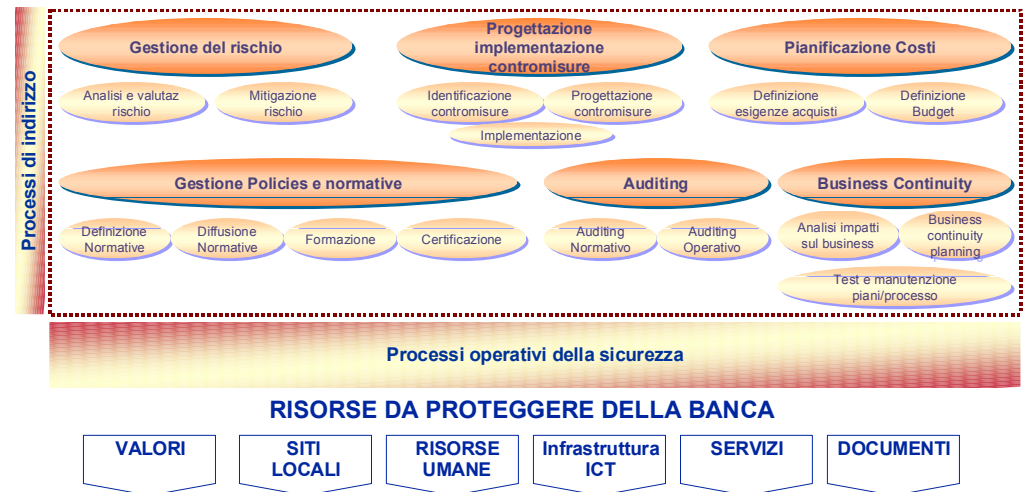 Processi di indirizzo
Gestione del rischio
Progettazione
implementazione
contromisure
Pianificazione Costi
Analisi e valutaz
rischio
Mitigazione
rischio
Identificazione
contromisure
Progettazione
contromisure
Implementazione
Definizione
esigenze acquisti
Definizione
Budget
Gestione Policies e normative
Auditing
Business Continuity
Definizione
Normative
Diffusione
Normative
Formazione
Certificazione
Auditing
Normativo
Auditing
Operativo
Analisi impatti
sul business
Business
continuity
planning
Test e manutenzione
piani/processo
Processi operativi della sicurezza
RISORSE DA PROTEGGERE DELLA BANCA
VALORI
SITI
LOCALI
RISORSE
UMANE
Infrastruttura
ICT
SERVIZI
DOCUMENTI